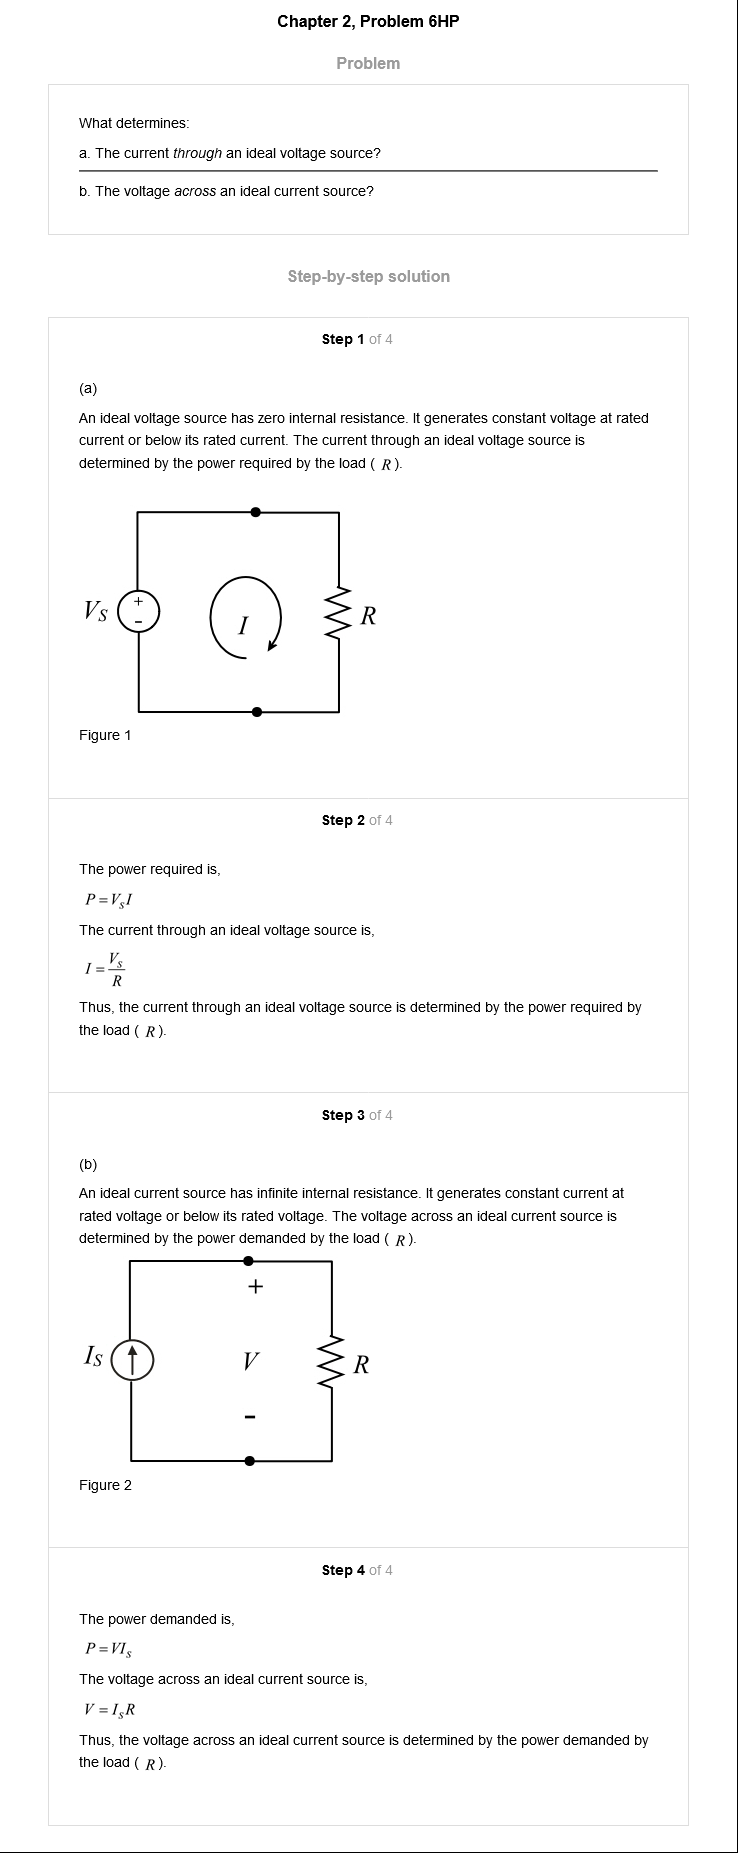 Chapter 2, Problem 6HP
Problem
What determines:
a. The current through an ideal voltage source?
b. The voltage across an ideal current source?
Step-by-step solution
Step 1 of 4
(a)
An ideal voltage source has zero internal resistance. It generates constant voltage at rated
current or below its rated current. The current through an ideal voltage source is
determined by the power required by the load ( R ).
V_S
+
-
I
R
Figure 1
Step 2 of 4
The power required is,
P = V_s I
The current through an ideal voltage source is,
I = V_s / R
Thus, the current through an ideal voltage source is determined by the power required by
the load ( R ).
Step 3 of 4
(b)
An ideal current source has infinite internal resistance. It generates constant current at
rated voltage or below its rated voltage. The voltage across an ideal current source is
determined by the power demanded by the load ( R ).
+
I_S
V
R
-
Figure 2
Step 4 of 4
The power demanded is,
P = VI_s
The voltage across an ideal current source is,
V = I_s R
Thus, the voltage across an ideal current source is determined by the power demanded by
the load ( R ).